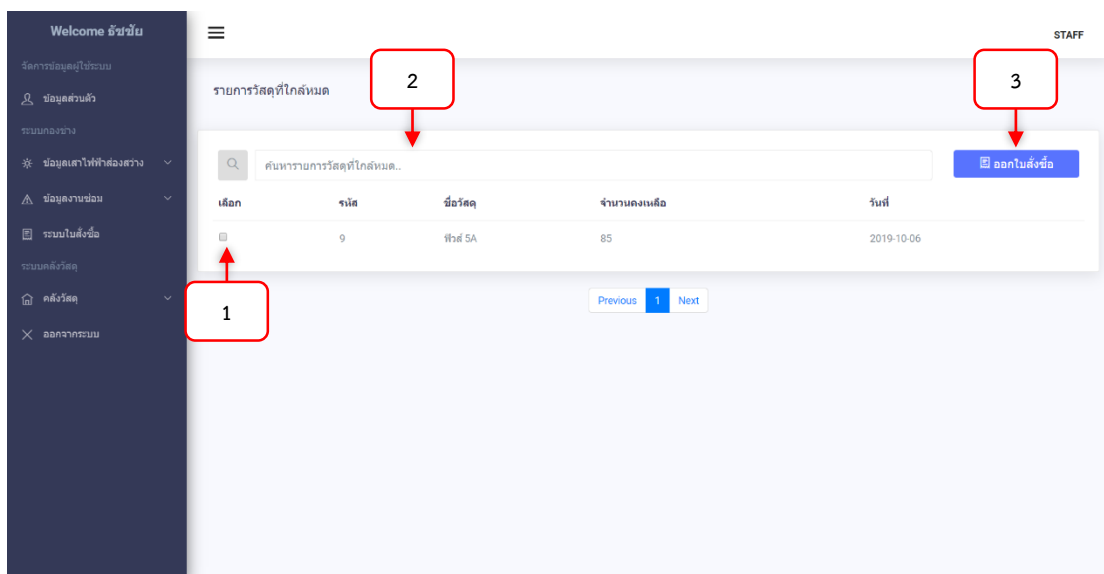 Welcome ธัชชัย
STAFF
จัดการข้อมูลผู้ใช้ระบบ
ข้อมูลส่วนตัว
ระบบกองช่าง
ข้อมูลเสาไฟฟ้าส่องสว่าง
ข้อมูลงานซ่อม
ระบบใบสั่งซื้อ
ระบบคลังวัสดุ
คลังวัสดุ
ออกจากระบบ
รายการวัสดุที่ใกล้หมด
2
3
ค้นหารายการวัสดุที่ใกล้หมด..
ออกใบสั่งซื้อ
เลือก รหัส ชื่อวัสดุ จำนวนคงเหลือ วันที่
9 ฟิวส์ 5A 85 2019-10-06
1
Previous 1 Next